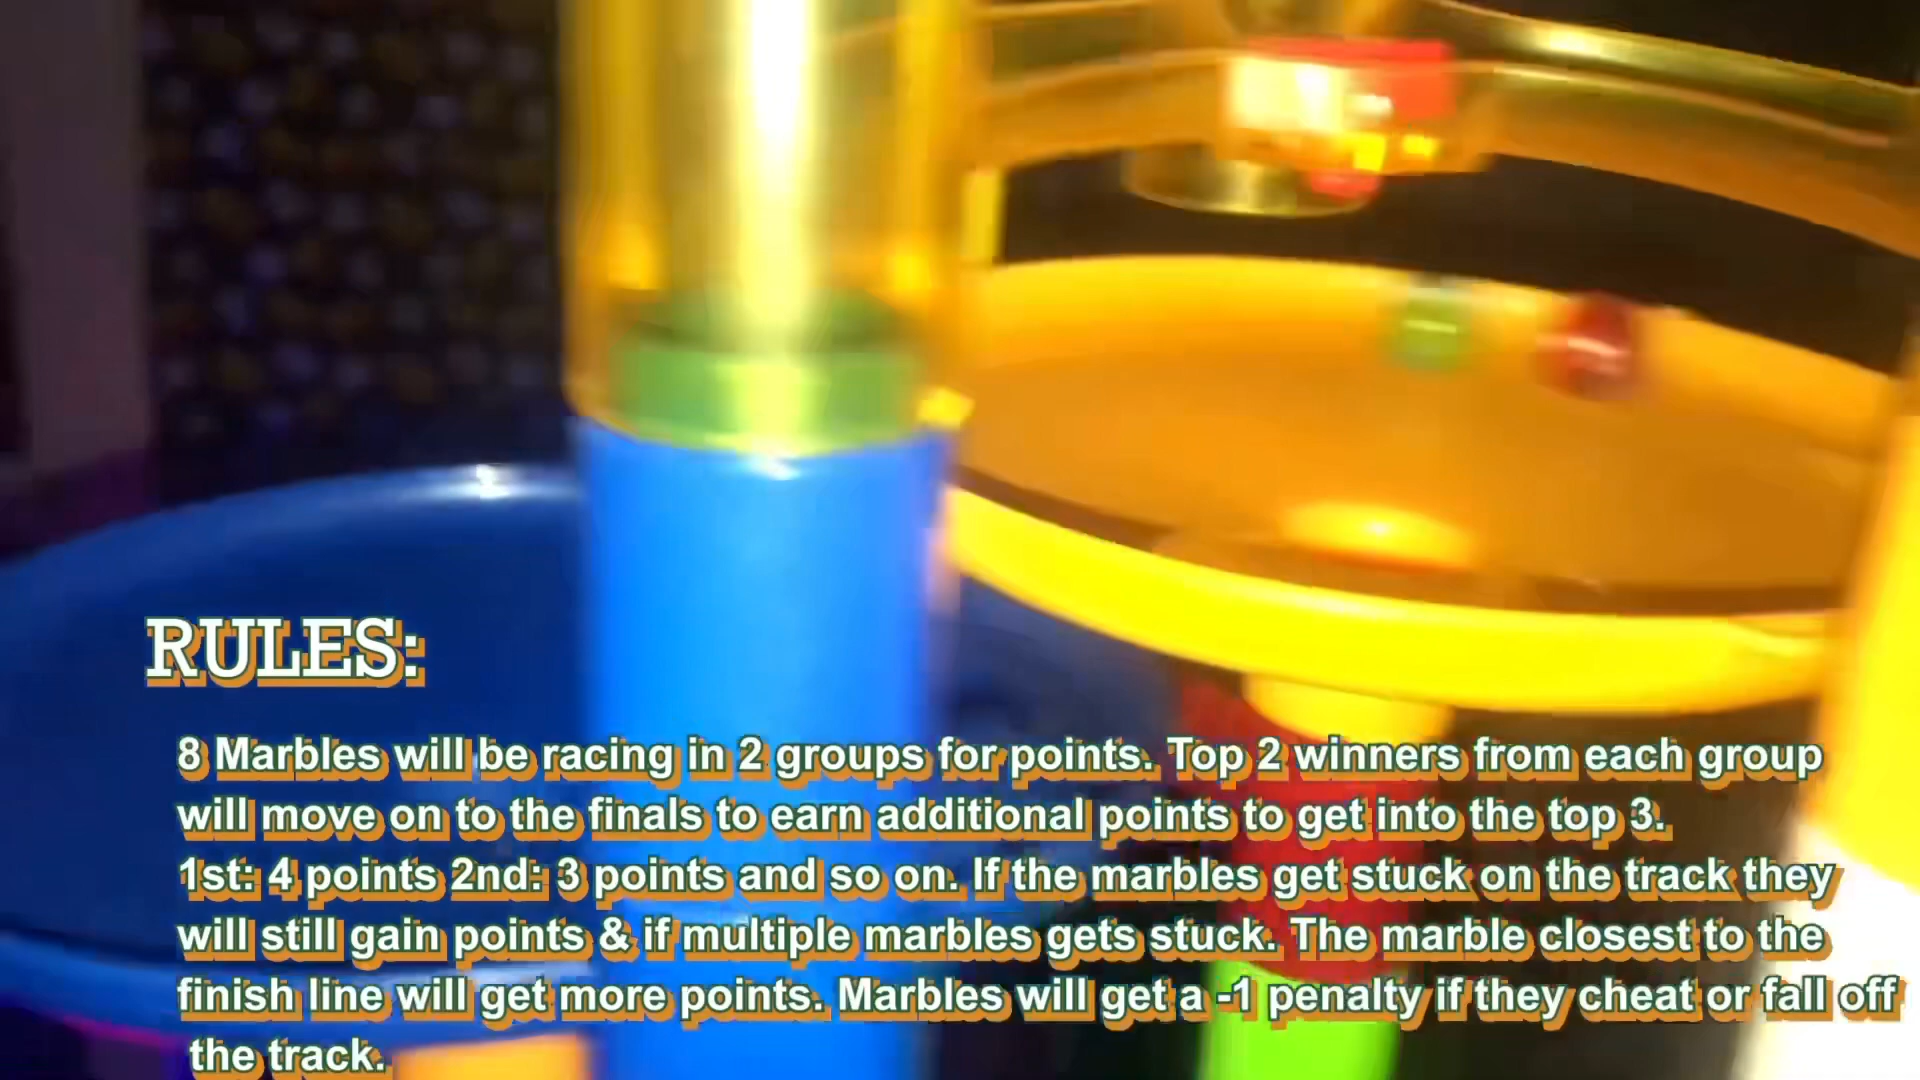 RULES:
8 Marbles will be racing in 2 groups for points. Top 2 winners from each group
will move on to the finals to earn additional points to get into the top 3.
1st: 4 points 2nd: 3 points and so on. If the marbles get stuck on the track they
will still gain points & if multiple marbles gets stuck. The marble closest to the
finish line will get more points. Marbles will get a -1 penalty if they cheat or fall off
the track.